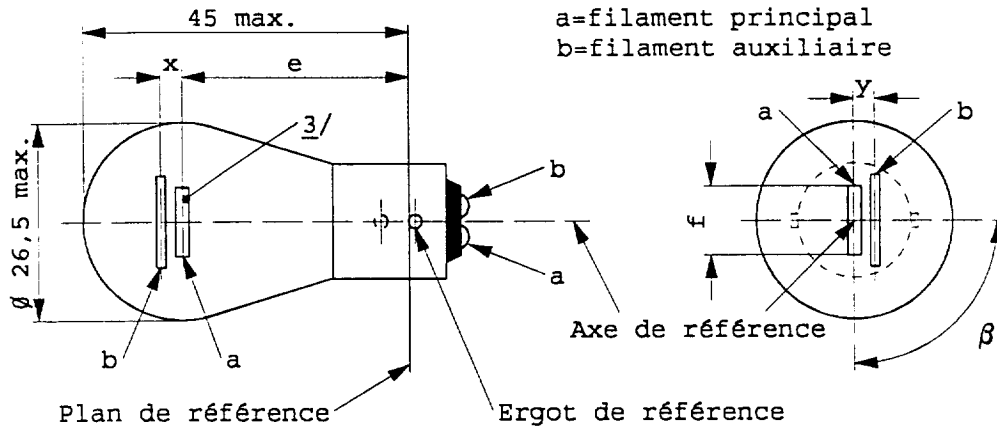 45 max.
a=filament principal
b=filament auxiliaire
x
e
y
a
b
3/
Ø 26,5 max.
b
f
a
b
a
Axe de référence
β
Plan de référence
Ergot de référence